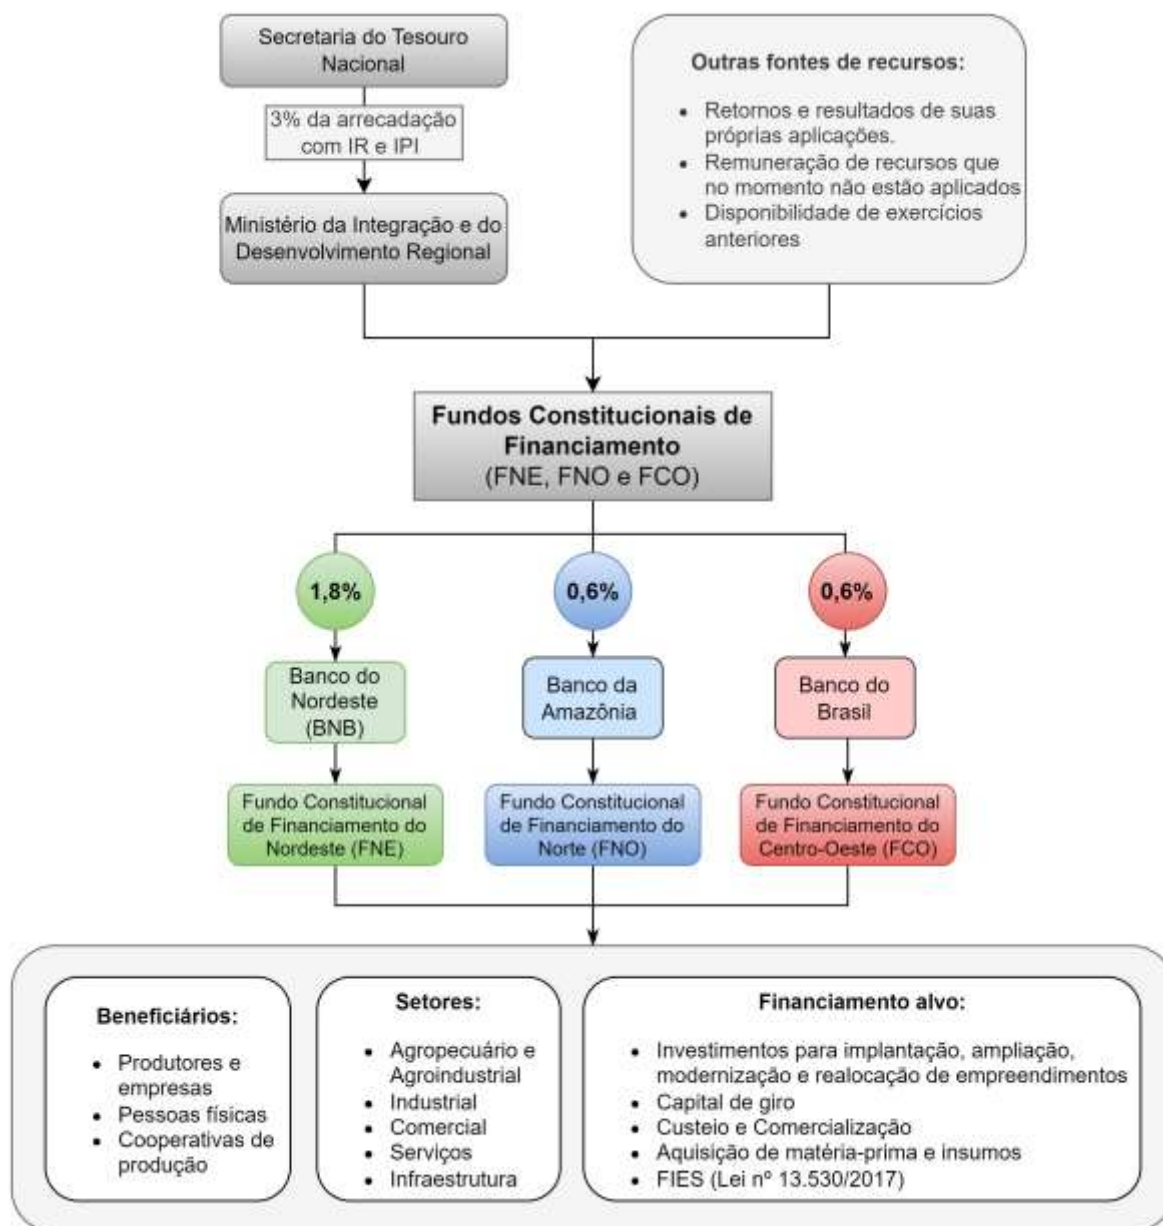 Secretaria do Tesouro
Nacional
3% da arrecadação
com IR e IPI
Ministério da Integração e do
Desenvolvimento Regional
Outras fontes de recursos:
• Retornos e resultados de suas
próprias aplicações.
• Remuneração de recursos que
no momento não estão aplicados
• Disponibilidade de exercícios
anteriores
Fundos Constitucionais de
Financiamento
(FNE, FNO e FCO)
1,8%
0,6%
0,6%
Banco do
Nordeste
(BNB)
Banco da
Amazônia
Banco do
Brasil
Fundo Constitucional
de Financiamento do
Nordeste (FNE)
Fundo Constitucional
de Financiamento do
Norte (FNO)
Fundo Constitucional
de Financiamento do
Centro-Oeste (FCO)
Beneficiários:
• Produtores e
empresas
• Pessoas físicas
• Cooperativas de
produção
Setores:
• Agropecuário e
Agroindustrial
• Industrial
• Comercial
• Serviços
• Infraestrutura
Financiamento alvo:
• Investimentos para implantação, ampliação,
modernização e realocação de empreendimentos
• Capital de giro
• Custeio e Comercialização
• Aquisição de matéria-prima e insumos
• FIES (Lei nº 13.530/2017)